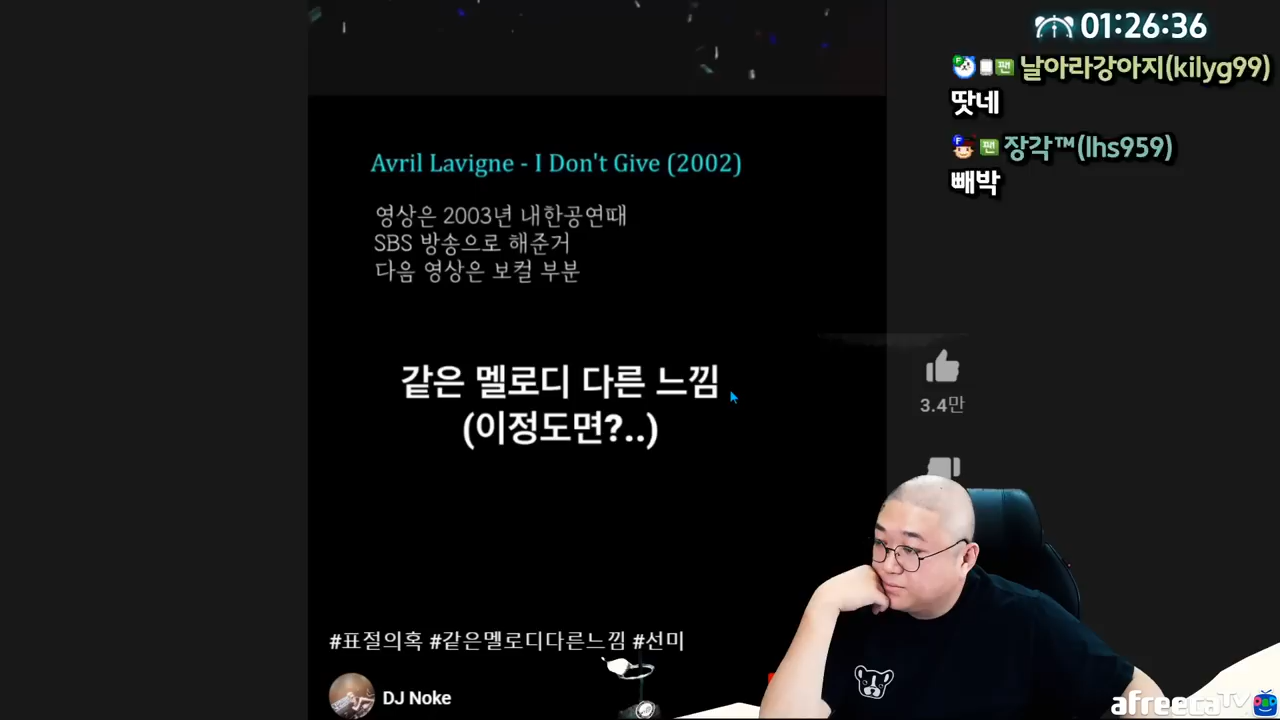 01:26:36
날아라강아지(kilyg99)
땃네
장각™(lhs959)
빼박
Avril Lavigne - I Don't Give (2002)
영상은 2003년 내한공연때
SBS 방송으로 해준거
다음 영상은 보컬 부분
같은 멜로디 다른 느낌
(이정도면?..)
3.4만
#표절의혹 #같은멜로디다른느낌 #선미
DJ Noke
afreecaTV